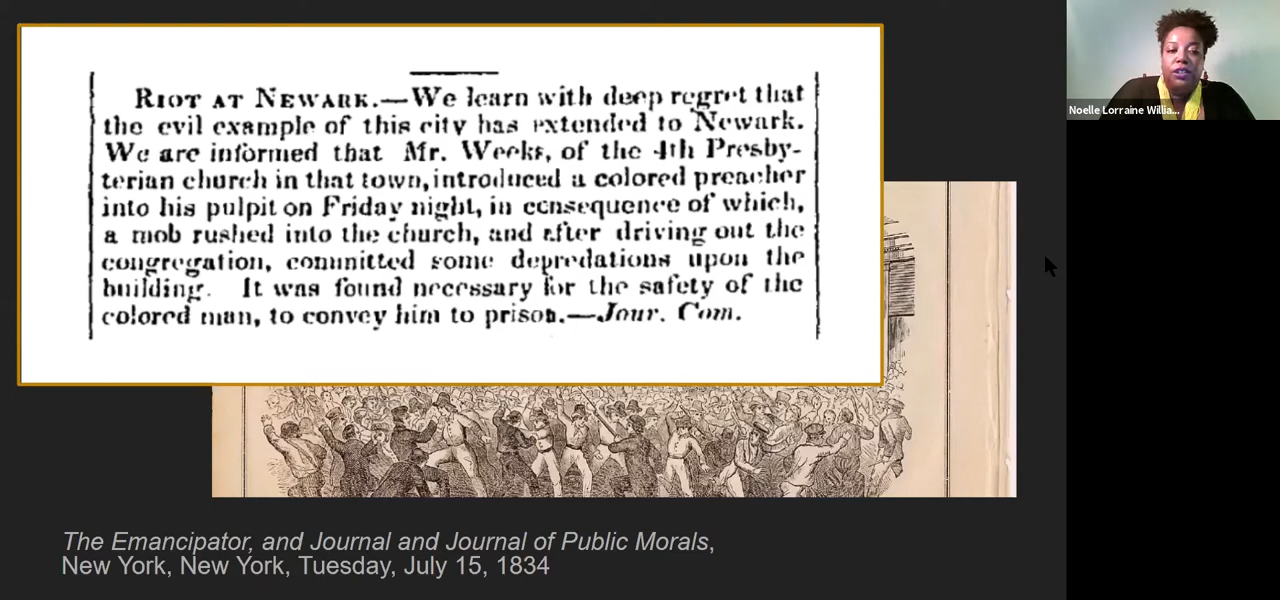 RIOT AT NEWARK.—We learn with deep regret that
the evil example of this city has extended to Newark.
We are informed that Mr. Weeks, of the 4th Presby-
terian church in that town, introduced a colored preacher
into his pulpit on Friday night, in consequence of which,
a mob rushed into the church, and after driving out the
congregation, committed some depredations upon the
building. It was found necessary for the safety of the
colored man, to convey him to prison.—Jour. Com.
Noelle Lorraine Willia...
The Emancipator, and Journal and Journal of Public Morals,
New York, New York, Tuesday, July 15, 1834